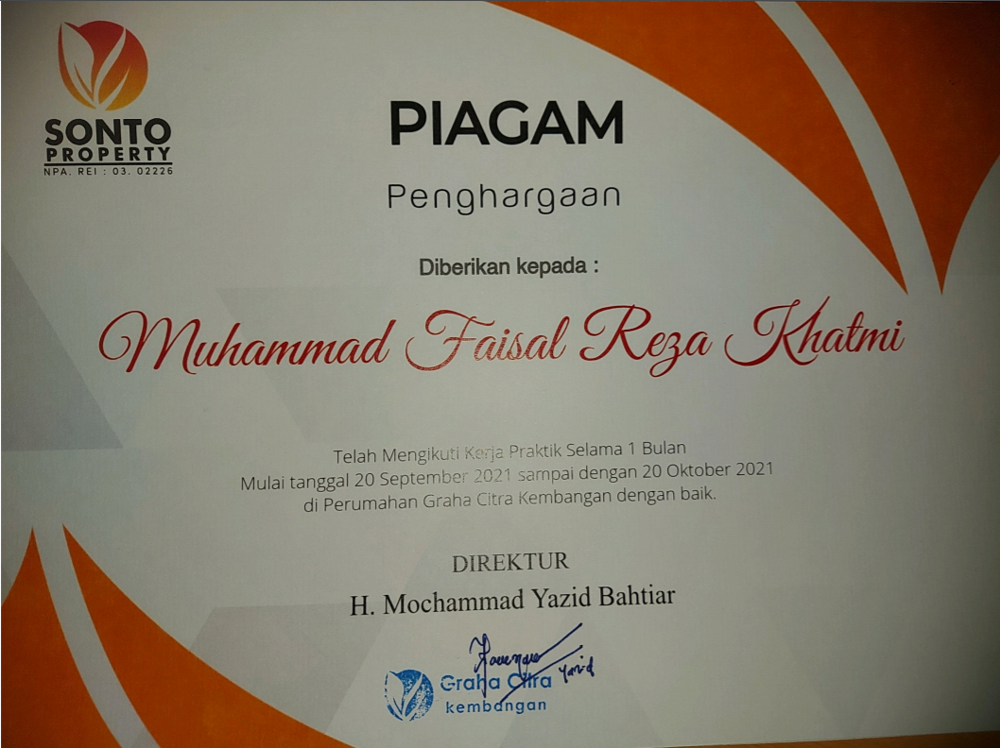 SONTO
PROPERTY
NPA. REI : 03. 02226
PIAGAM
Penghargaan
Diberikan kepada :
Muhammad Faisal Reza Khatmi
Telah Mengikuti Kerja Praktik Selama 1 Bulan
Mulai tanggal 20 September 2021 sampai dengan 20 Oktober 2021
di Perumahan Graha Citra Kembangan dengan baik.
DIREKTUR
H. Mochammad Yazid Bahtiar
Yazid
Graha Citra
kembangan